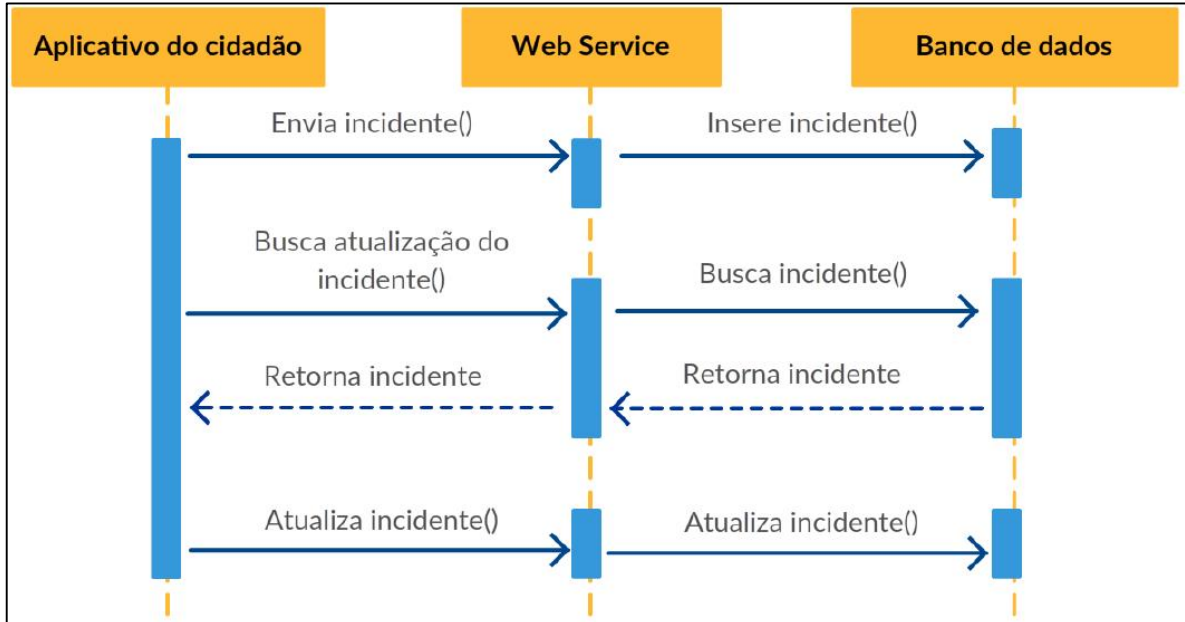 Aplicativo do cidadão
Web Service
Banco de dados
Envia incidente()
Insere incidente()
Busca atualização do
incidente()
Busca incidente()
Retorna incidente
Retorna incidente
Atualiza incidente()
Atualiza incidente()